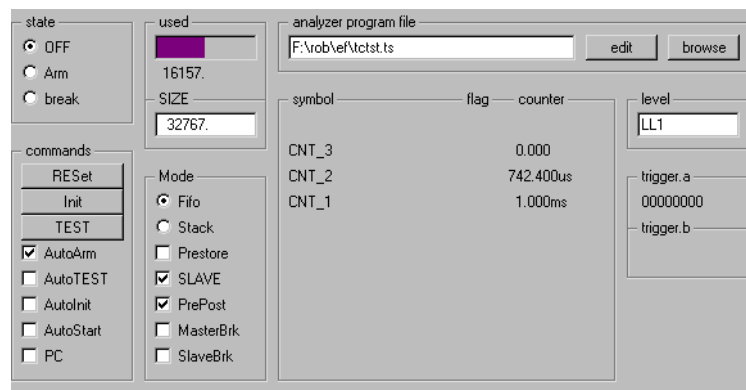 state
OFF
Arm
break
used
16157.
SIZE
32767.
analyzer program file
F:\rob\ef\tctst.ts
edit
browse
commands
RESet
Init
TEST
AutoArm
AutoTEST
AutoInit
AutoStart
PC
Mode
Fifo
Stack
Prestore
SLAVE
PrePost
MasterBrk
SlaveBrk
symbol flag counter
CNT_3 0.000
CNT_2 742.400us
CNT_1 1.000ms
level
LL1
trigger.a
00000000
trigger.b